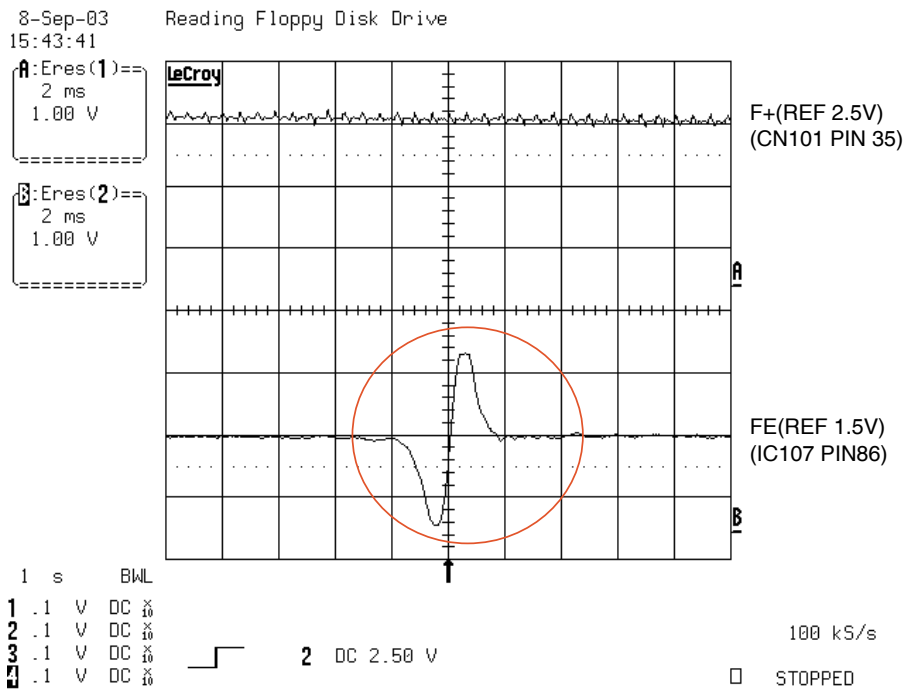 8-Sep-03
15:43:41
Reading Floppy Disk Drive
A:Eres(1)==
2 ms
1.00 V
B:Eres(2)==
2 ms
1.00 V
LeCroy
F+(REF 2.5V)
(CN101 PIN 35)
A
FE(REF 1.5V)
(IC107 PIN86)
B
1 s BWL
1 .1 V DC X10
2 .1 V DC X10
3 .1 V DC X10
4 .1 V DC X10
2 DC 2.50 V
100 kS/s
STOPPED